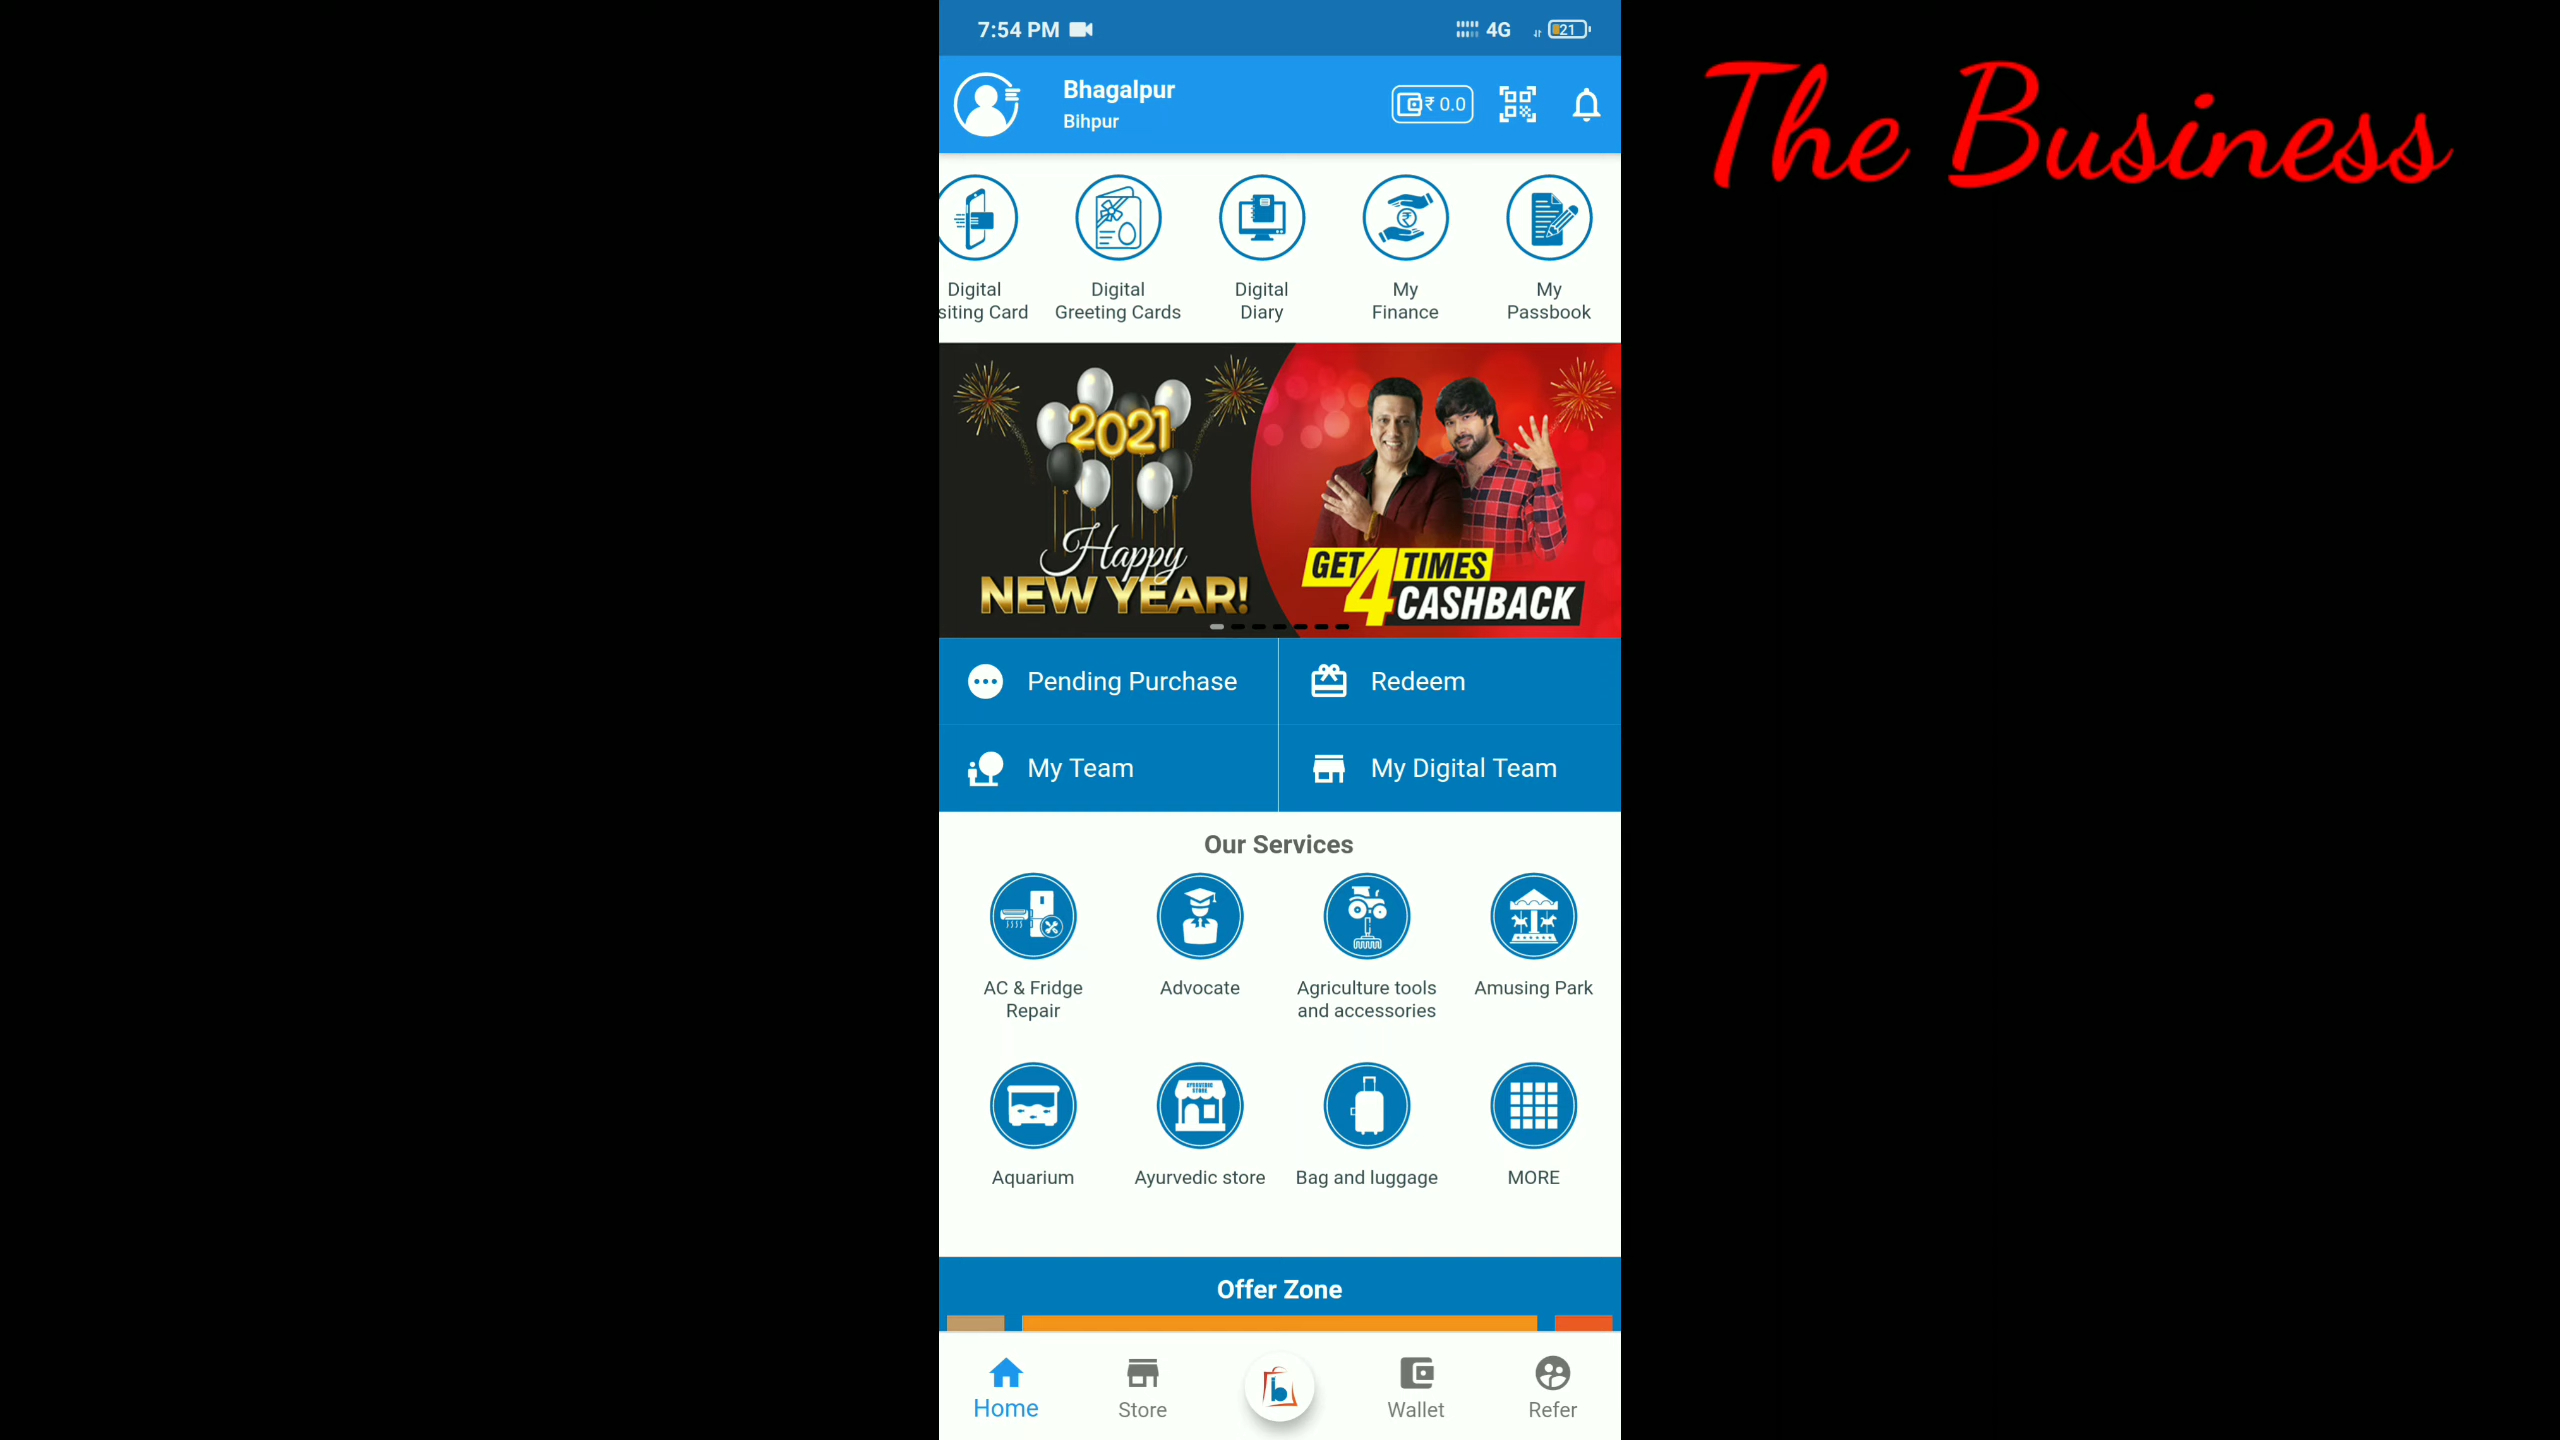 7:54 PM
4G
21
The Business
Bhagalpur
Bihpur
₹ 0.0
Digital
siting Card
Digital
Greeting Cards
Digital
Diary
My
Finance
My
Passbook
2021
Happy
NEW YEAR!
GET 4 TIMES
CASHBACK
Pending Purchase
Redeem
My Team
My Digital Team
Our Services
AC & Fridge
Repair
Advocate
Agriculture tools
and accessories
Amusing Park
AYURVEDIC
STORE
Aquarium
Ayurvedic store
Bag and luggage
MORE
Offer Zone
b
Home
Store
Wallet
Refer